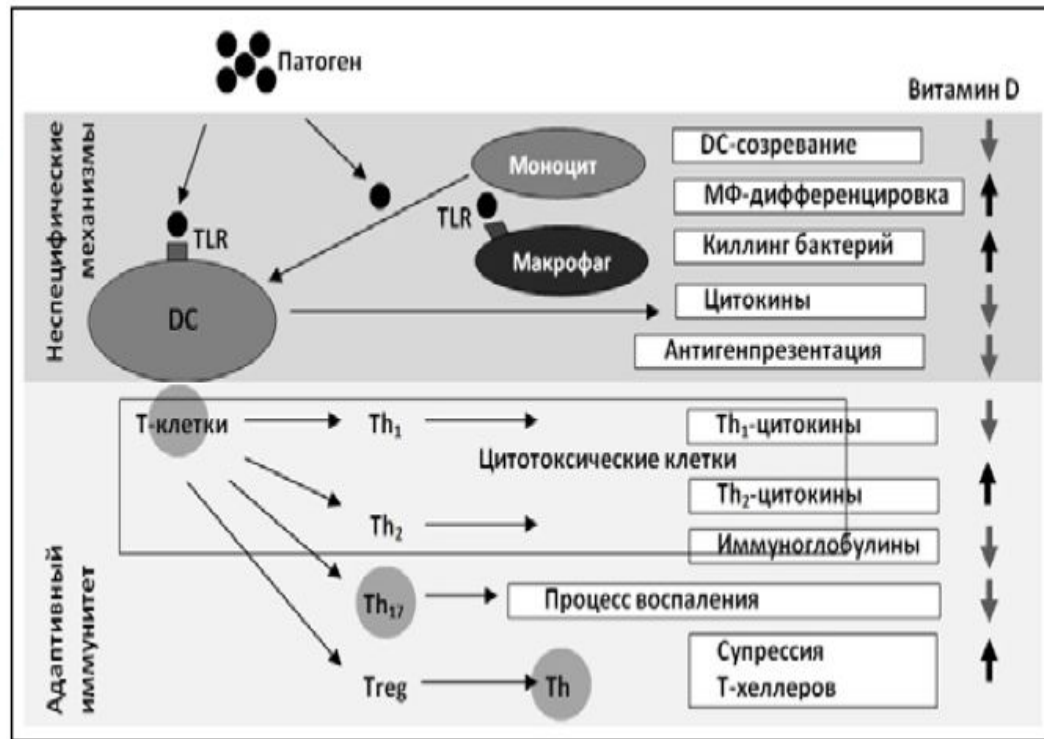 Патоген
Витамин D
Неспецифические
механизмы
Моноцит
DC-созревание
TLR
TLR
МФ-дифференцировка
Макрофаг
Киллинг бактерий
DC
Цитокины
Антигенпрезентация
Адаптивный
иммунитет
Т-клетки
Th₁
Th₁-цитокины
Цитотоксические клетки
Th₂
Th₂-цитокины
Иммуноглобулины
Th₁₇
Процесс воспаления
Treg
Th
Супрессия
Т-хеллеров